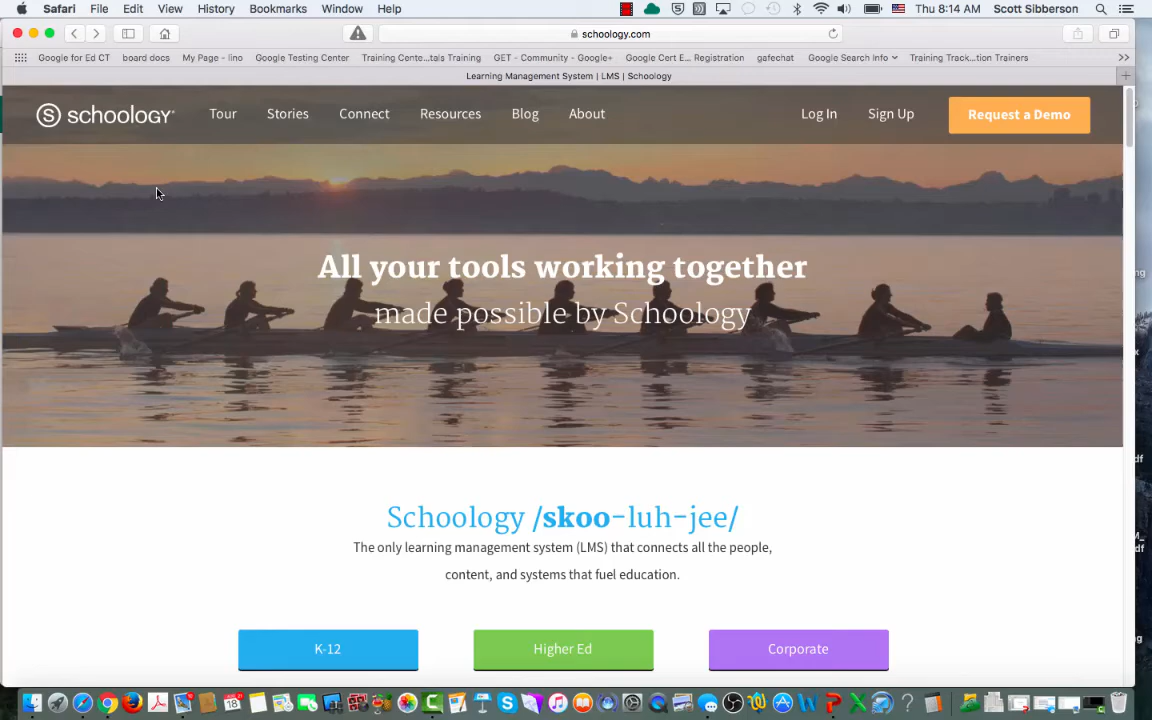 Safari File Edit View History Bookmarks Window Help Thu 8:14 AM Scott Sibberson
schoology.com
Google for Ed CT board docs My Page - lino Google Testing Center Training Cente...tals Training GET - Community - Google+ Google Cert E... Registration gafechat Google Search Info Training Track...tion Trainers
Learning Management System | LMS | Schoology
S schoology Tour Stories Connect Resources Blog About Log In Sign Up Request a Demo
All your tools working together
made possible by Schoology
Schoology /skoo-luh-jee/
The only learning management system (LMS) that connects all the people,
content, and systems that fuel education.
K-12 Higher Ed Corporate